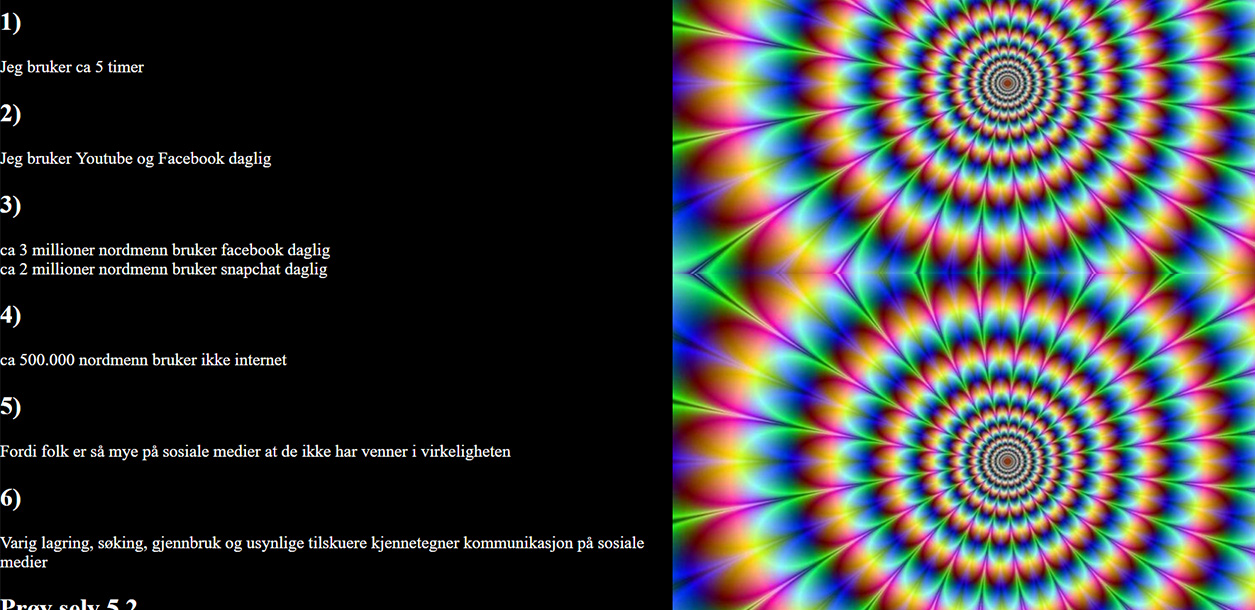 1)
Jeg bruker ca 5 timer
2)
Jeg bruker Youtube og Facebook daglig
3)
ca 3 millioner nordmenn bruker facebook daglig
ca 2 millioner nordmenn bruker snapchat daglig
4)
ca 500.000 nordmenn bruker ikke internet
5)
Fordi folk er så mye på sosiale medier at de ikke har venner i virkeligheten
6)
Varig lagring, søking, gjennbruk og usynlige tilskuere kjennetegner kommunikasjon på sosiale
medier
Prøv selv 5.2